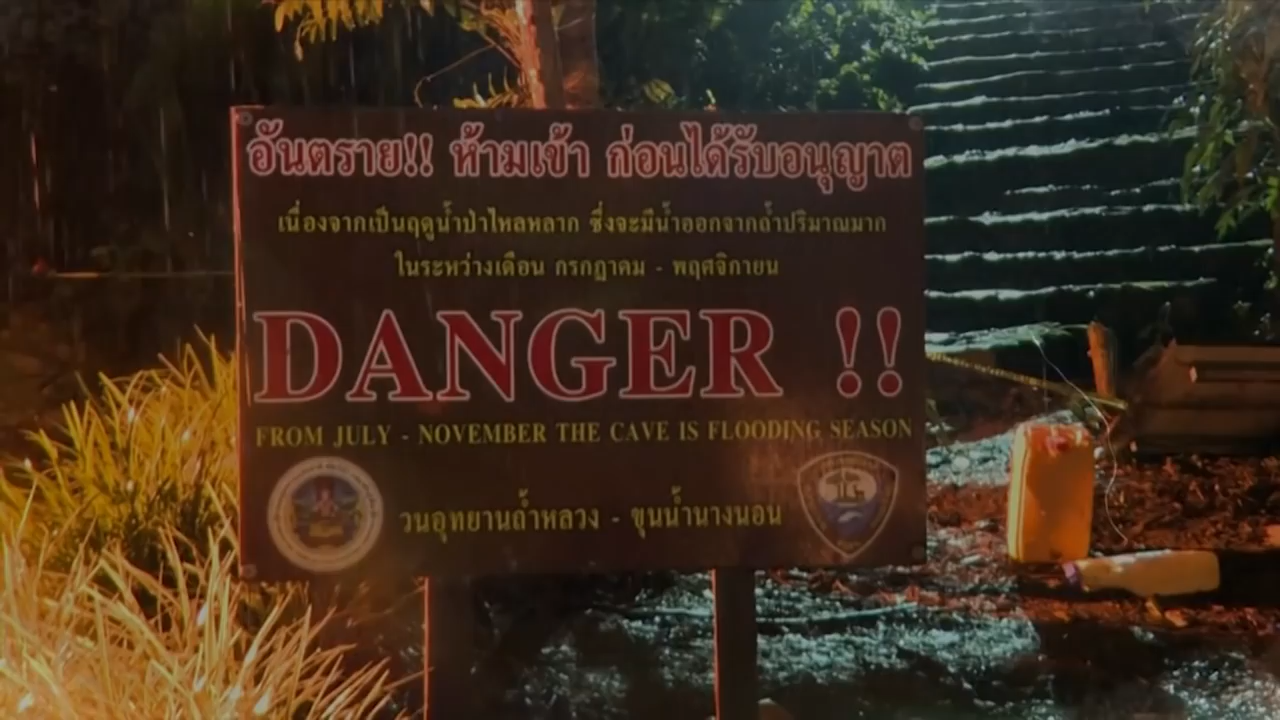 อันตราย!! ห้ามเข้า ก่อนได้รับอนุญาต
เนื่องจากเป็นฤดูน้ำป่าไหลหลาก ซึ่งจะมีน้ำออกจากถ้ำปริมาณมาก
ในระหว่างเดือน กรกฎาคม - พฤศจิกายน
DANGER !!
FROM JULY - NOVEMBER THE CAVE IS FLOODING SEASON
วนอุทยานถ้ำหลวง - ขุนน้ำนางนอน